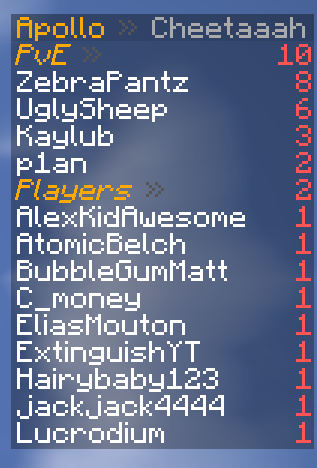 Apollo » Cheetaaah
PvE » 10
ZebraPantz 8
UglySheep 6
Kaylub 3
p1an 2
Players » 2
AlexKidAwesome 1
AtomicBelch 1
BubbleGumMatt 1
C_money 1
EliasMouton 1
ExtinguishYT 1
Hairybaby123 1
jackjack4444 1
Lucrodium 1